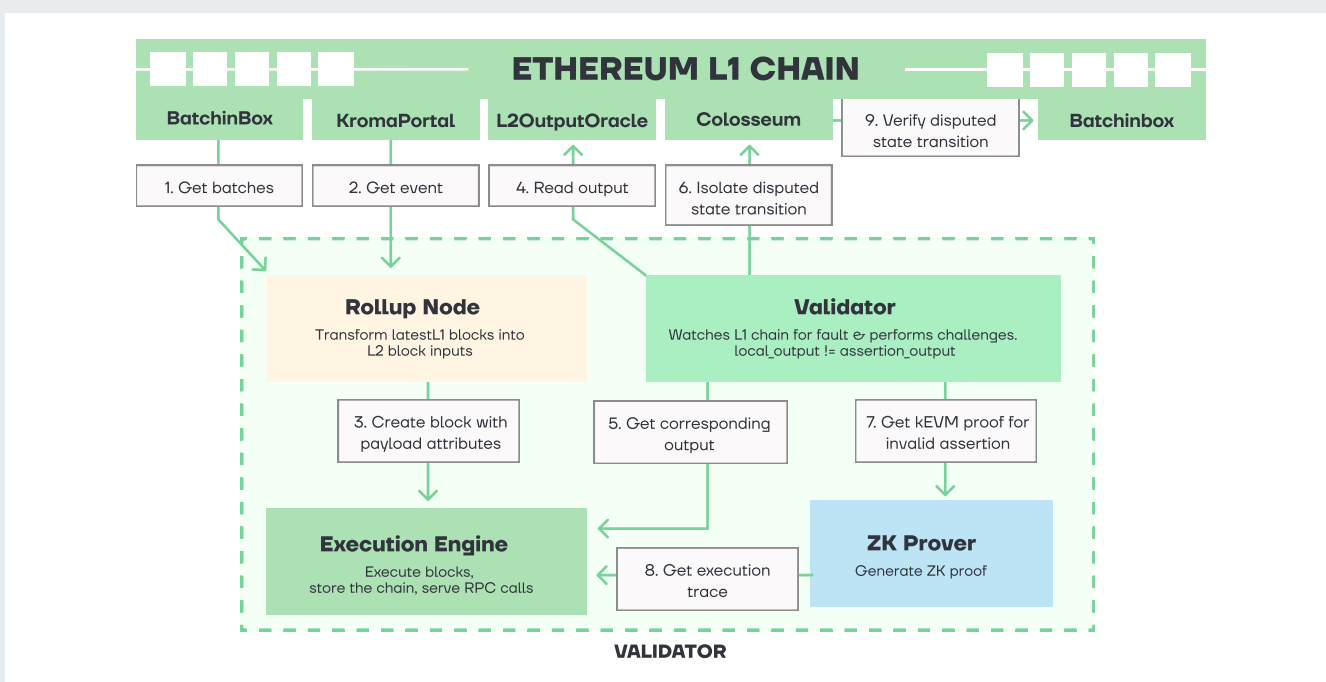 ETHEREUM L1 CHAIN
BatchinBox
KromaPortal
L2OutputOracle
Colosseum
9. Verify disputed
state transition
Batchinbox
1. Get batches
2. Get event
4. Read output
6. Isolate disputed
state transition
Rollup Node
Transform latestL1 blocks into
L2 block inputs
Validator
Watches L1 chain for fault & performs challenges.
local_output != assertion_output
3. Create block with
payload attributes
5. Get corresponding
output
7. Get kEVM proof for
invalid assertion
Execution Engine
Execute blocks,
store the chain, serve RPC calls
8. Get execution
trace
ZK Prover
Generate ZK proof
VALIDATOR